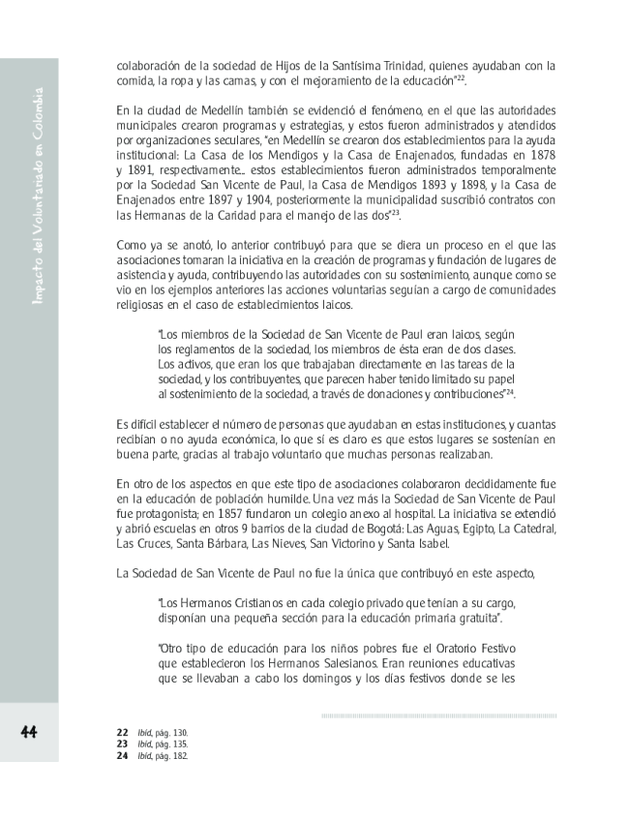 colaboración de la sociedad de Hijos de la Santísima Trinidad, quienes ayudaban con la
comida, la ropa y las camas, y con el mejoramiento de la educación"22.
En la ciudad de Medellín también se evidenció el fenómeno, en el que las autoridades
municipales crearon programas y estrategias, y estos fueron administrados y atendidos
por organizaciones seculares, "en Medellín se crearon dos establecimientos para la ayuda
institucional: La Casa de los Mendigos y la Casa de Enajenados, fundadas en 1878
y 1891, respectivamente... estos establecimientos fueron administrados temporalmente
por la Sociedad San Vicente de Paul, la Casa de Mendigos 1893 y 1898, y la Casa de
Enajenados entre 1897 y 1904, posteriormente la municipalidad suscribió contratos con
las Hermanas de la Caridad para el manejo de las dos"23.
Como ya se anotó, lo anterior contribuyó para que se diera un proceso en el que las
asociaciones tomaran la iniciativa en la creación de programas y fundación de lugares de
asistencia y ayuda, contribuyendo las autoridades con su sostenimiento, aunque como se
vio en los ejemplos anteriores las acciones voluntarias seguían a cargo de comunidades
religiosas en el caso de establecimientos laicos.
"Los miembros de la Sociedad de San Vicente de Paul eran laicos, según
los reglamentos de la sociedad, los miembros de ésta eran de dos clases.
Los activos, que eran los que trabajaban directamente en las tareas de la
sociedad, y los contribuyentes, que parecen haber tenido limitado su papel
al sostenimiento de la sociedad, a través de donaciones y contribuciones"24.
Es difícil establecer el número de personas que ayudaban en estas instituciones, y cuantas
recibían o no ayuda económica, lo que sí es claro es que estos lugares se sostenían en
buena parte, gracias al trabajo voluntario que muchas personas realizaban.
En otro de los aspectos en que este tipo de asociaciones colaboraron decididamente fue
en la educación de población humilde. Una vez más la Sociedad de San Vicente de Paul
fue protagonista; en 1857 fundaron un colegio anexo al hospital. La iniciativa se extendió
y abrió escuelas en otros 9 barrios de la ciudad de Bogotá: Las Aguas, Egipto, La Catedral,
Las Cruces, Santa Bárbara, Las Nieves, San Victorino y Santa Isabel.
La Sociedad de San Vicente de Paul no fue la única que contribuyó en este aspecto,
"Los Hermanos Cristianos en cada colegio privado que tenían a su cargo,
disponían una pequeña sección para la educación primaria gratuita".
"Otro tipo de educación para los niños pobres fue el Oratorio Festivo
que establecieron los Hermanos Salesianos. Eran reuniones educativas
que se llevaban a cabo los domingos y los días festivos donde se les
22 Ibíd., pág. 130.
23 Ibíd., pág. 135.
24 Ibíd., pág. 182.
Impacto del Voluntariado en Colombia
44